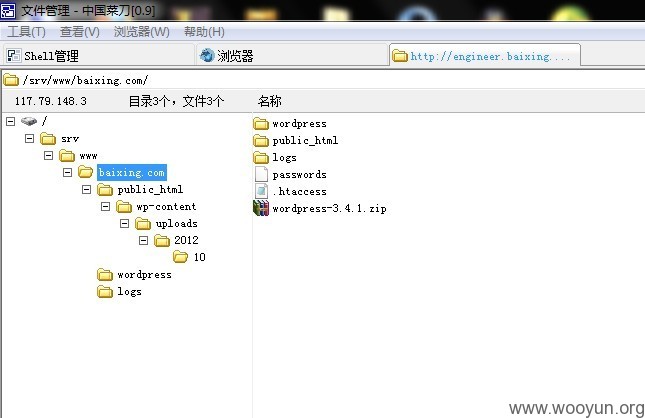 文件管理 - 中国菜刀[0.9]
工具(T) 查看(V) 浏览器(W) 帮助(H)
Shell管理 浏览器 http://engineer.baixing....
/srv/www/baixing.com/
117.79.148.3 目录3个，文件3个 名称
/
srv
www
baixing.com
public_html
wp-content
uploads
2012
10
wordpress
logs
wordpress
public_html
logs
passwords
.htaccess
wordpress-3.4.1.zip
www.wooyun.org